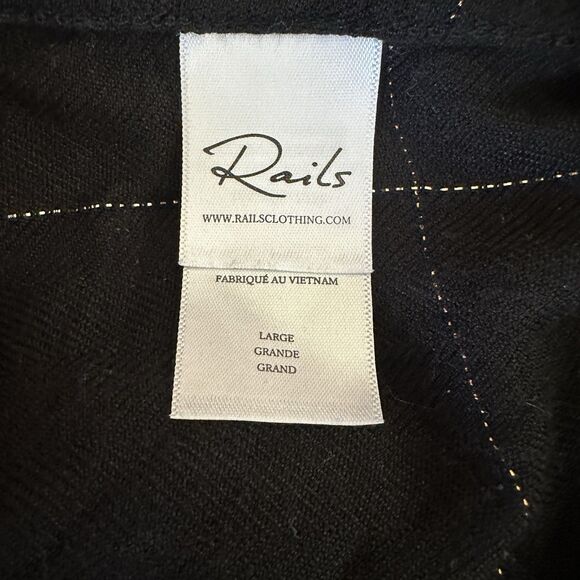 Rails
WWW.RAILSCLOTHING.COM
FABRIQUÉ AU VIETNAM
LARGE
GRANDE
GRAND